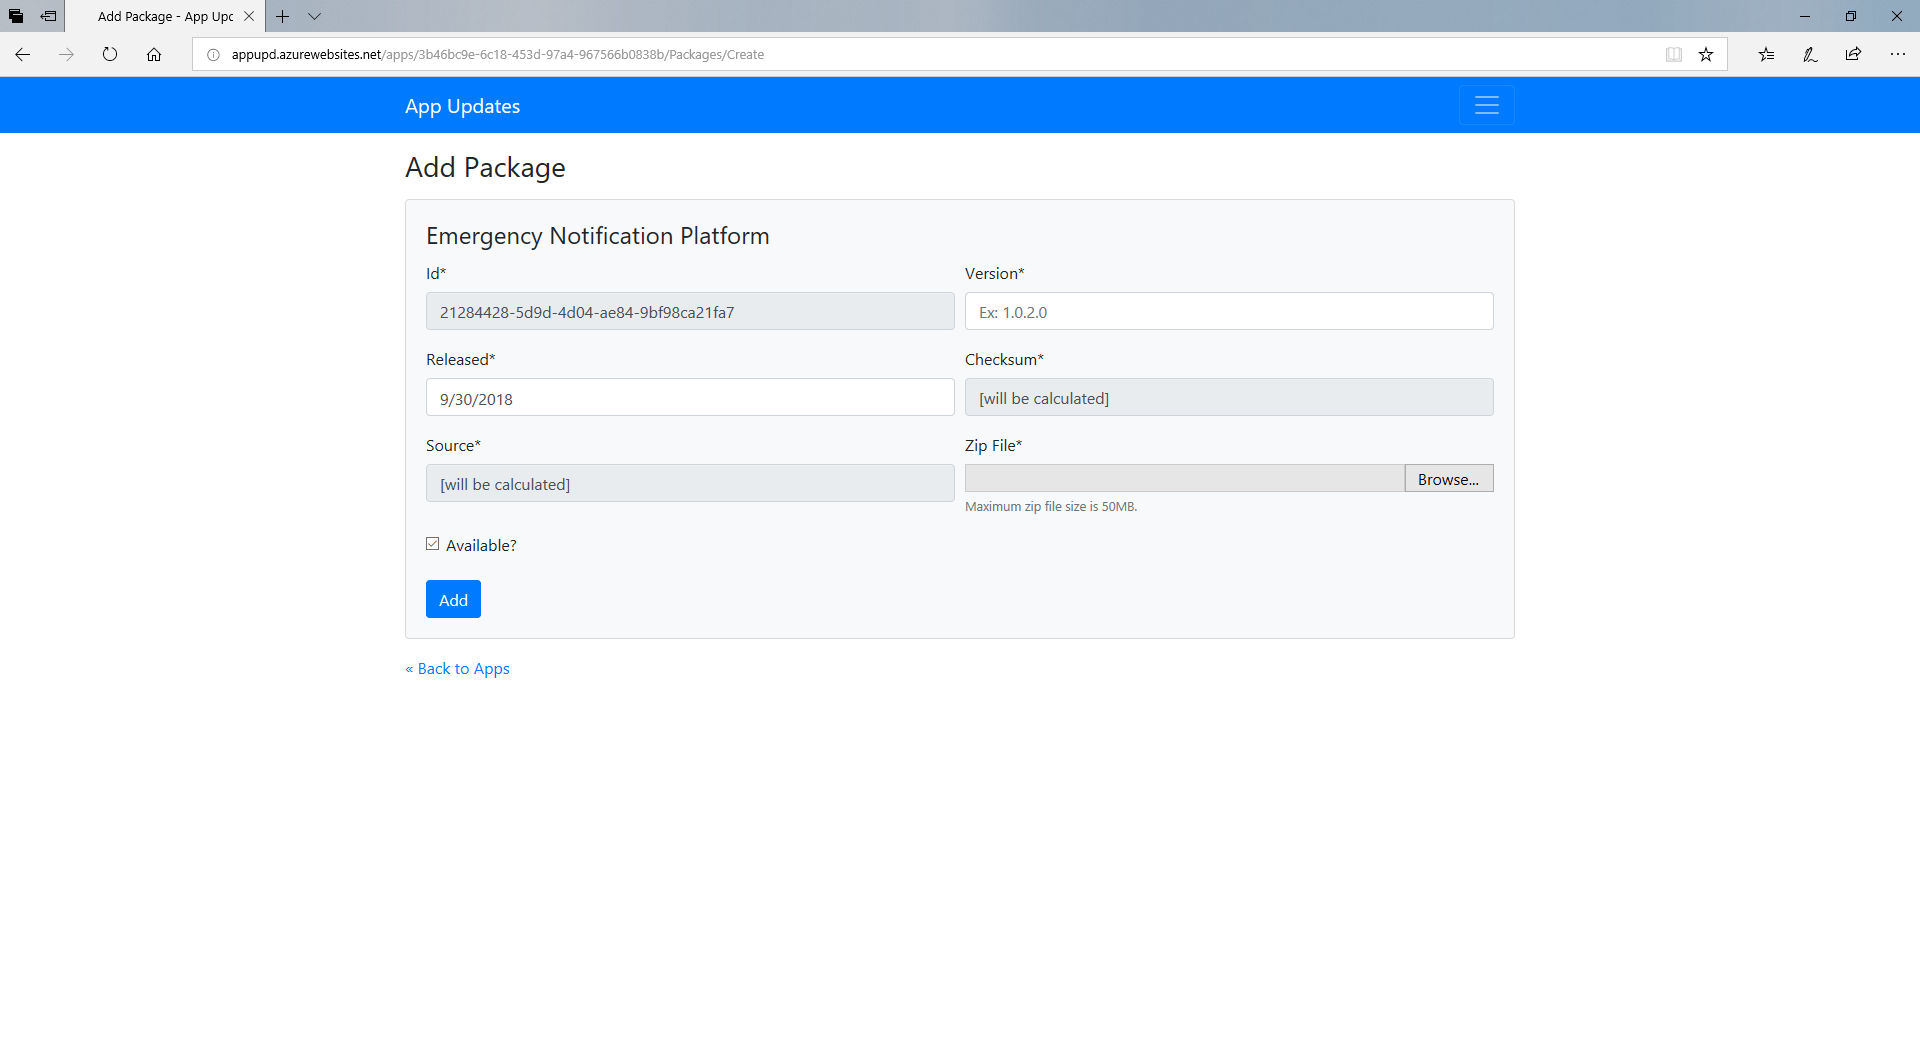 Add Package - App Upc
appupd.azurewebsites.net/apps/3b46bc9e-6c18-453d-97a4-967566b0838b/Packages/Create
App Updates
Add Package
Emergency Notification Platform
Id*
Version*
21284428-5d9d-4d04-ae84-9bf98ca21fa7
Ex: 1.0.2.0
Released*
Checksum*
9/30/2018
[will be calculated]
Source*
Zip File*
[will be calculated]
Browse...
Maximum zip file size is 50MB.
Available?
Add
« Back to Apps